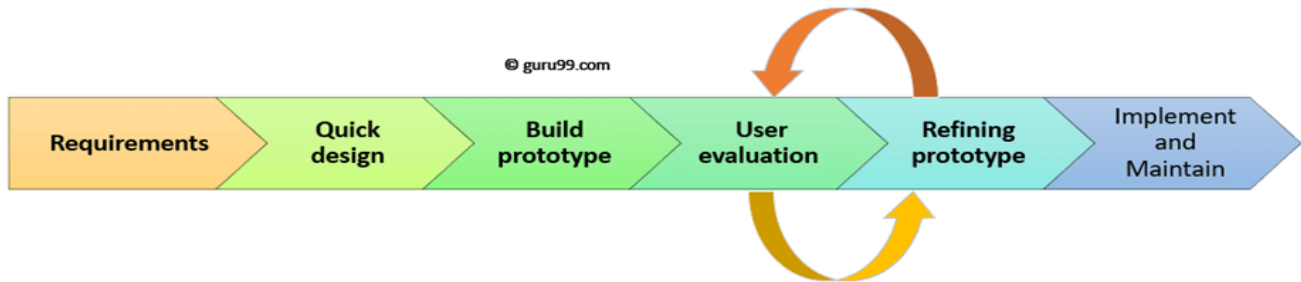 © guru99.com
Requirements
Quick
design
Build
prototype
User
evaluation
Refining
prototype
Implement
and
Maintain